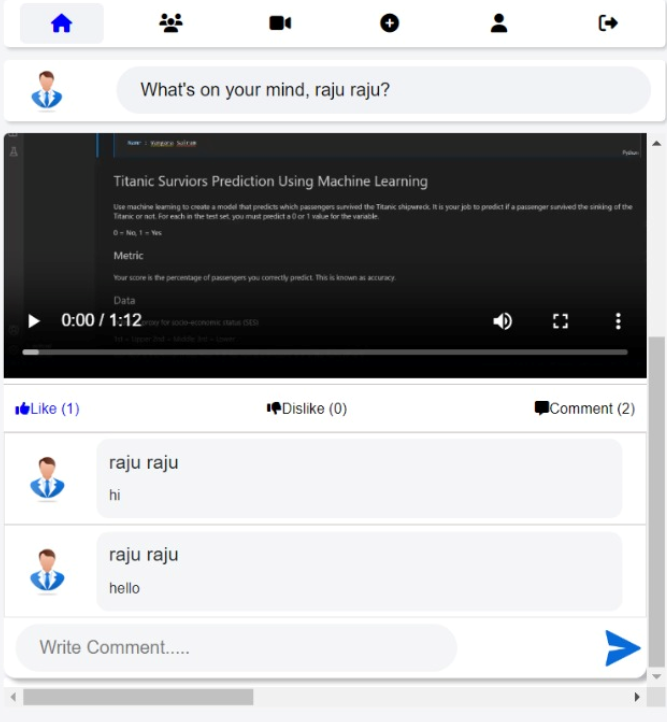 What's on your mind, raju raju?
Python
Titanic Surviors Prediction Using Machine Learning
Use machine learning to create a model that predicts which passengers survived the Titanic shipwreck. It is your job to predict if a passenger survived the sinking of the
Titanic or not. For each in the test set, you must predict a 0 or 1 value for the variable.
0 = No, 1 = Yes
Metric
Your score is the percentage of passengers you correctly predict. This is known as accuracy.
Data
proxy for socio-economic status (SES)
0:00 / 1:12
Like (1)
Dislike (0)
Comment (2)
raju raju
hi
raju raju
hello
Write Comment.....